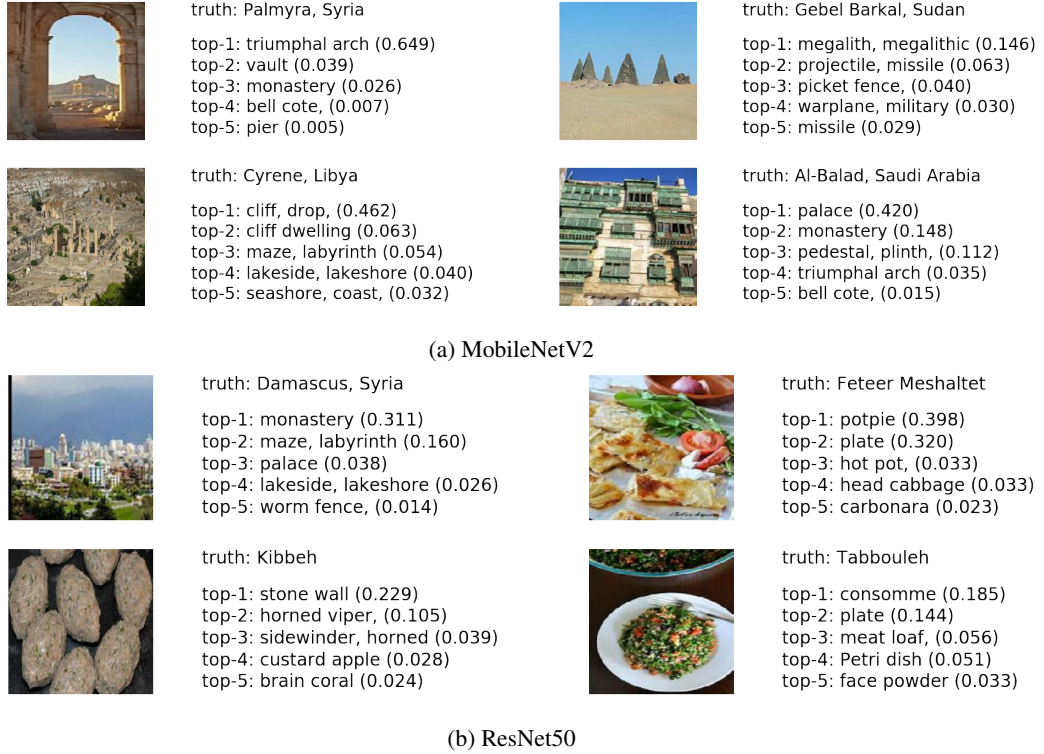 truth: Palmyra, Syria
top-1: triumphal arch (0.649)
top-2: vault (0.039)
top-3: monastery (0.026)
top-4: bell cote, (0.007)
top-5: pier (0.005)
truth: Gebel Barkal, Sudan
top-1: megalith, megalithic (0.146)
top-2: projectile, missile (0.063)
top-3: picket fence, (0.040)
top-4: warplane, military (0.030)
top-5: missile (0.029)
truth: Cyrene, Libya
top-1: cliff, drop, (0.462)
top-2: cliff dwelling (0.063)
top-3: maze, labyrinth (0.054)
top-4: lakeside, lakeshore (0.040)
top-5: seashore, coast, (0.032)
truth: Al-Balad, Saudi Arabia
top-1: palace (0.420)
top-2: monastery (0.148)
top-3: pedestal, plinth, (0.112)
top-4: triumphal arch (0.035)
top-5: bell cote, (0.015)
(a) MobileNetV2
truth: Damascus, Syria
top-1: monastery (0.311)
top-2: maze, labyrinth (0.160)
top-3: palace (0.038)
top-4: lakeside, lakeshore (0.026)
top-5: worm fence, (0.014)
truth: Feteer Meshaltet
top-1: potpie (0.398)
top-2: plate (0.320)
top-3: hot pot, (0.033)
top-4: head cabbage (0.033)
top-5: carbonara (0.023)
truth: Kibbeh
top-1: stone wall (0.229)
top-2: horned viper, (0.105)
top-3: sidewinder, horned (0.039)
top-4: custard apple (0.028)
top-5: brain coral (0.024)
truth: Tabbouleh
top-1: consomme (0.185)
top-2: plate (0.144)
top-3: meat loaf, (0.056)
top-4: Petri dish (0.051)
top-5: face powder (0.033)
(b) ResNet50